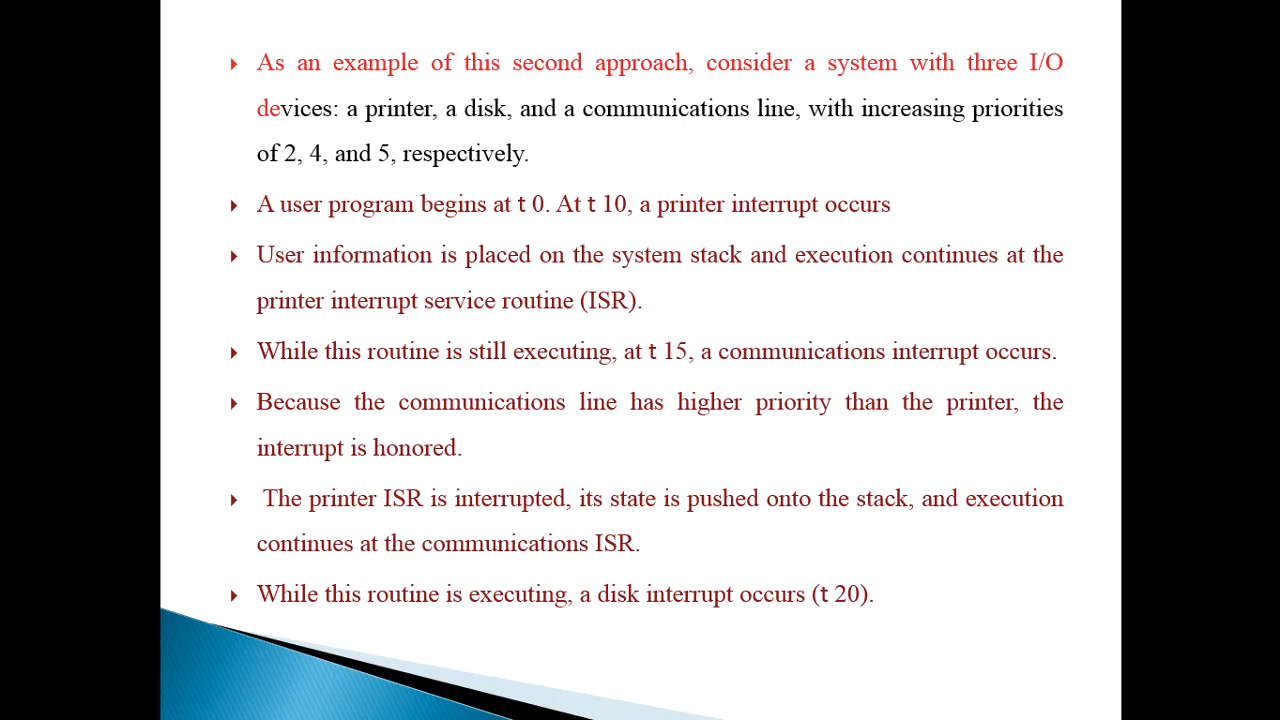 As an example of this second approach, consider a system with three I/O
devices: a printer, a disk, and a communications line, with increasing priorities
of 2, 4, and 5, respectively.
A user program begins at t 0. At t 10, a printer interrupt occurs
User information is placed on the system stack and execution continues at the
printer interrupt service routine (ISR).
While this routine is still executing, at t 15, a communications interrupt occurs.
Because the communications line has higher priority than the printer, the
interrupt is honored.
The printer ISR is interrupted, its state is pushed onto the stack, and execution
continues at the communications ISR.
While this routine is executing, a disk interrupt occurs (t 20).